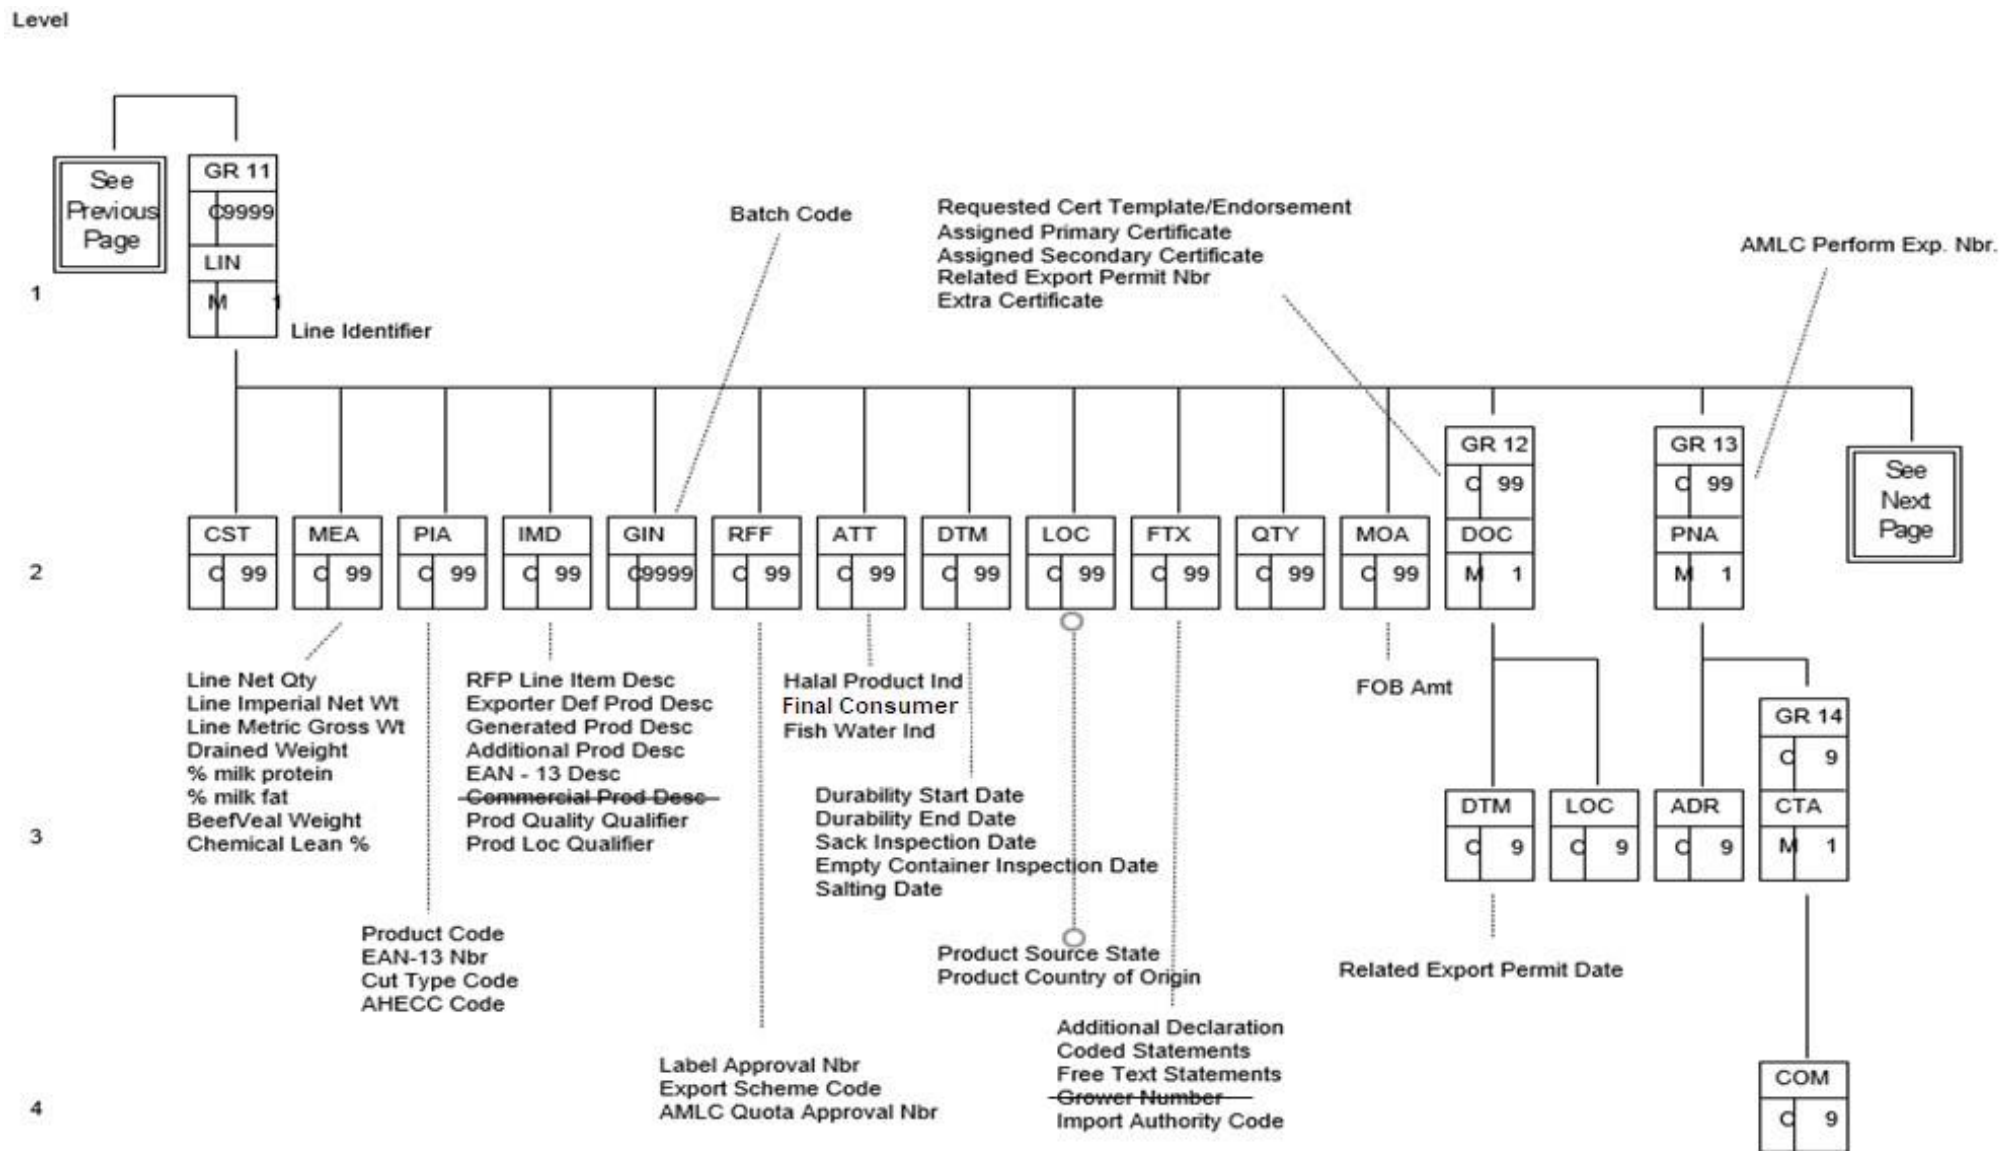 Level
See
Previous
Page
GR 11
C9999
LIN
M 1
Line Identifier
1
Batch Code
Requested Cert Template/Endorsement
Assigned Primary Certificate
Assigned Secondary Certificate
Related Export Permit Nbr
Extra Certificate
AMLC Perform Exp. Nbr.
GR 12
C 99
DOC
M 1
GR 13
C 99
PNA
M 1
See
Next
Page
2
CST
C 99
MEA
C 99
PIA
C 99
IMD
C 99
GIN
C9999
RFF
C 99
ATT
C 99
DTM
C 99
LOC
C 99
FTX
C 99
QTY
C 99
MOA
C 99
Line Net Qty
Line Imperial Net Wt
Line Metric Gross Wt
Drained Weight
% milk protein
% milk fat
BeefVeal Weight
Chemical Lean %
RFP Line Item Desc
Exporter Def Prod Desc
Generated Prod Desc
Additional Prod Desc
EAN - 13 Desc
Commercial Prod Desc
Prod Quality Qualifier
Prod Loc Qualifier
Halal Product Ind
Final Consumer
Fish Water Ind
FOB Amt
Durability Start Date
Durability End Date
Sack Inspection Date
Empty Container Inspection Date
Salting Date
3
DTM
C 9
LOC
C 9
ADR
C 9
GR 14
C 9
CTA
M 1
Product Code
EAN-13 Nbr
Cut Type Code
AHECC Code
Product Source State
Product Country of Origin
Related Export Permit Date
Label Approval Nbr
Export Scheme Code
AMLC Quota Approval Nbr
Additional Declaration
Coded Statements
Free Text Statements
Grower Number
Import Authority Code
4
COM
C 9